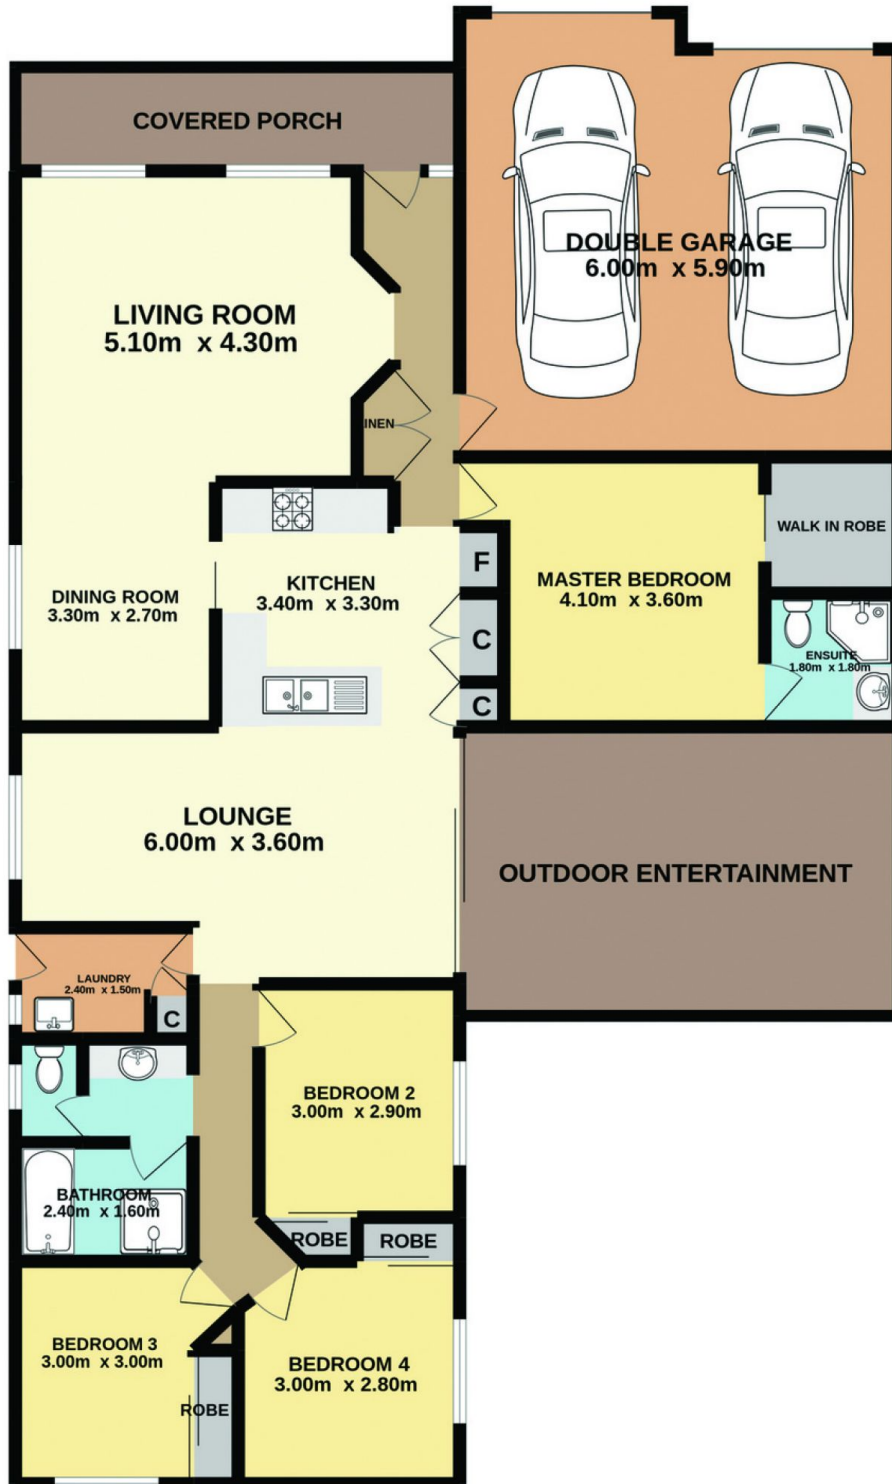 COVERED PORCH
DOUBLE GARAGE
6.00m x 5.90m
LIVING ROOM
5.10m x 4.30m
INEN
WALK IN ROBE
F
MASTER BEDROOM
4.10m x 3.60m
KITCHEN
3.40m x 3.30m
DINING ROOM
3.30m x 2.70m
C
ENSUITE
1.80m x 1.80m
C
LOUNGE
6.00m x 3.60m
OUTDOOR ENTERTAINMENT
LAUNDRY
2.40m x 1.50m
C
BEDROOM 2
3.00m x 2.90m
BATHROOM
2.40m x 1.60m
ROBE
ROBE
BEDROOM 3
3.00m x 3.00m
BEDROOM 4
3.00m x 2.80m
ROBE